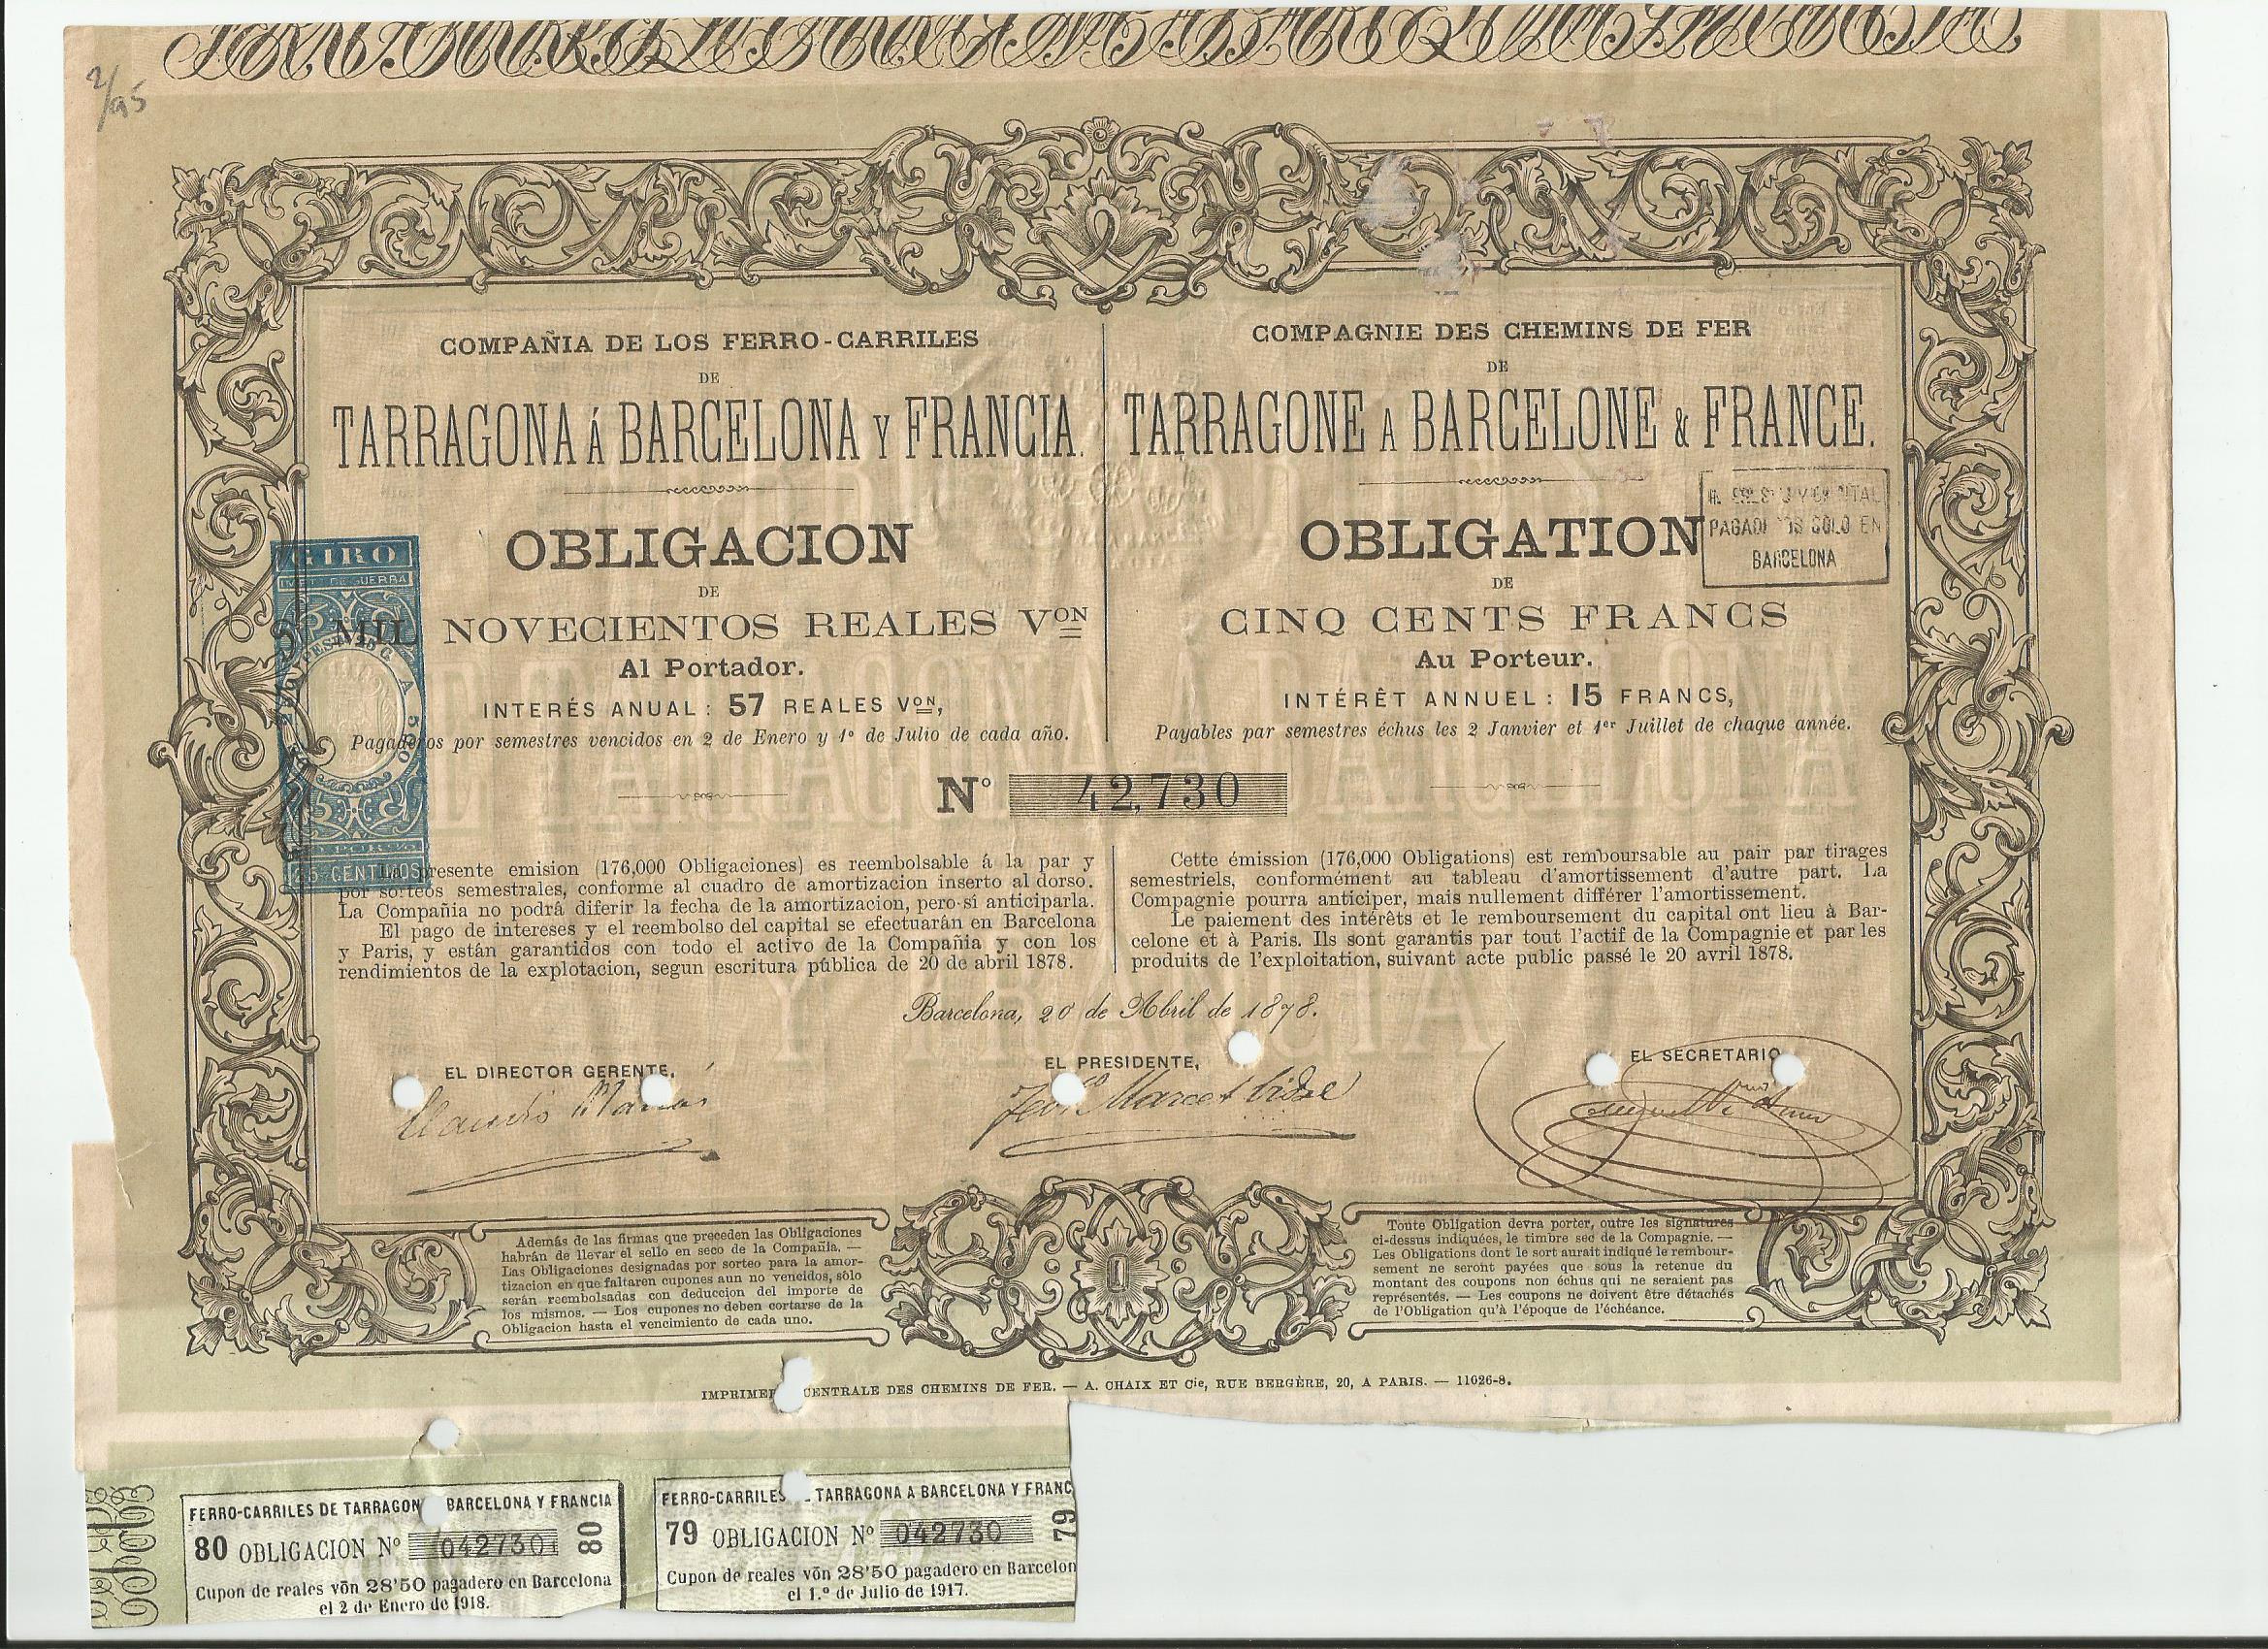 2/95
COMPAÑIA DE LOS FERRO-CARRILES
DE
TARRAGONA Á BARCELONA Y FRANCIA.
OBLIGACION
DE
MIL NOVECIENTOS REALES Vᴼᴺ
Al Portador.
INTERÉS ANUAL: 57 REALES Vᴼᴺ,
Pagaderos por semestres vencidos en 2 de Enero y 1º de Julio de cada año.
COMPAGNIE DES CHEMINS DE FER
DE
TARRAGONE A BARCELONE & FRANCE.
OBLIGATION
DE
CINQ CENTS FRANCS
Au Porteur.
INTÉRÊT ANNUEL: 15 FRANCS,
Payables par semestres échus les 2 Janvier et 1er Juillet de chaque année.
PAGADEROS SOLO EN
BARCELONA
GIRO
IMPTO DE GUERRA
25 CENTIMOS
N° 42,730
La presente emision (176,000 Obligaciones) es reembolsable á la par y
por sorteos semestrales, conforme al cuadro de amortizacion inserto al dorso.
La Compañia no podrá diferir la fecha de la amortizacion, pero sí anticiparla.
El pago de intereses y el reembolso del capital se efectuarán en Barcelona
y Paris, y están garantidos con todo el activo de la Compañia y con los
rendimientos de la explotacion, segun escritura pública de 20 de abril 1878.
Cette émission (176,000 Obligations) est remboursable au pair par tirages
semestriels, conformément au tableau d'amortissement d'autre part. La
Compagnie pourra anticiper, mais nullement différer l'amortissement.
Le paiement des intérêts et le remboursement du capital ont lieu à Bar-
celone et à Paris. Ils sont garantis par tout l'actif de la Compagnie et par les
produits de l'exploitation, suivant acte public passé le 20 avril 1878.
Barcelona, 20 de Abril de 1878.
EL DIRECTOR GERENTE,
EL PRESIDENTE,
EL SECRETARIO
Además de las firmas que preceden las Obligaciones
habrán de llevar el sello en seco de la Compañia. —
Las Obligaciones designadas por sorteo para la amor-
tizacion en que faltaren cupones aun no vencidos, sólo
serán reembolsadas con deduccion del importe de
los mismos. — Los cupones no deben cortarse de la
Obligacion hasta el vencimiento de cada uno.
Toute Obligation devra porter, outre les signatures
ci-dessus indiquées, le timbre sec de la Compagnie. —
Les Obligations dont le sort aurait indiqué le rembour-
sement ne seront payées que sous la retenue du
montant des coupons non échus qui ne seraient pas
représentés. — Les coupons ne doivent être détachés
de l'Obligation qu'à l'époque de l'échéance.
CENTRALE DES CHEMINS DE FER. — A. CHAIX ET Cie, RUE BERGÈRE, 20, A PARIS. — 11026-8.
FERRO-CARRILES DE TARRAGON BARCELONA Y FRANCIA
80 OBLIGACION Nº 042730 80
Cupon de reales vōn 28'50 pagadero en Barcelona
el 2 de Enero de 1918.
FERRO-CARRILES TARRAGONA A BARCELONA Y FRANC
79 OBLIGACION Nº 042730 79
Cupon de reales vōn 28'50 pagadero en Barcelon
el 1.º de Julio de 1917.